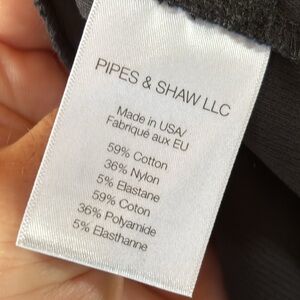 PIPES & SHAW LLC
Made in USA/
Fabriqué aux EU
59% Cotton
36% Nylon
5% Elastane
59% Coton
36% Polyamide
5% Elasthanne